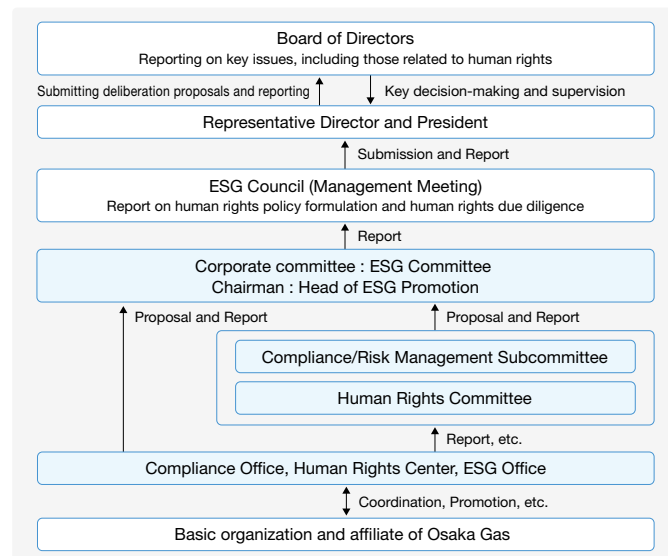 Board of Directors
Reporting on key issues, including those related to human rights
Submitting deliberation proposals and reporting
Key decision-making and supervision
Representative Director and President
Submission and Report
ESG Council (Management Meeting)
Report on human rights policy formulation and human rights due diligence
Report
Corporate committee : ESG Committee
Chairman : Head of ESG Promotion
Proposal and Report
Proposal and Report
Compliance/Risk Management Subcommittee
Human Rights Committee
Report, etc.
Compliance Office, Human Rights Center, ESG Office
Coordination, Promotion, etc.
Basic organization and affiliate of Osaka Gas